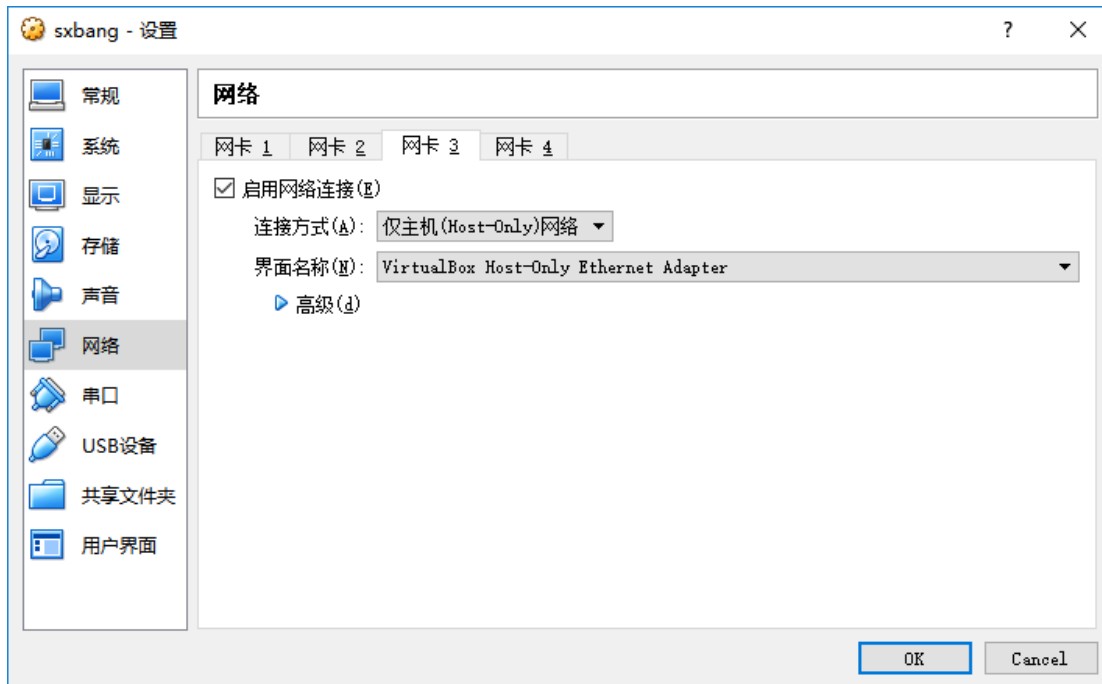 sxbang - 设置
?
常规
系统
显示
存储
声音
网络
串口
USB设备
共享文件夹
用户界面
网络
网卡 1 网卡 2 网卡 3 网卡 4
启用网络连接(E)
连接方式(A): 仅主机(Host-Only)网络
界面名称(N): VirtualBox Host-Only Ethernet Adapter
高级(d)
OK Cancel